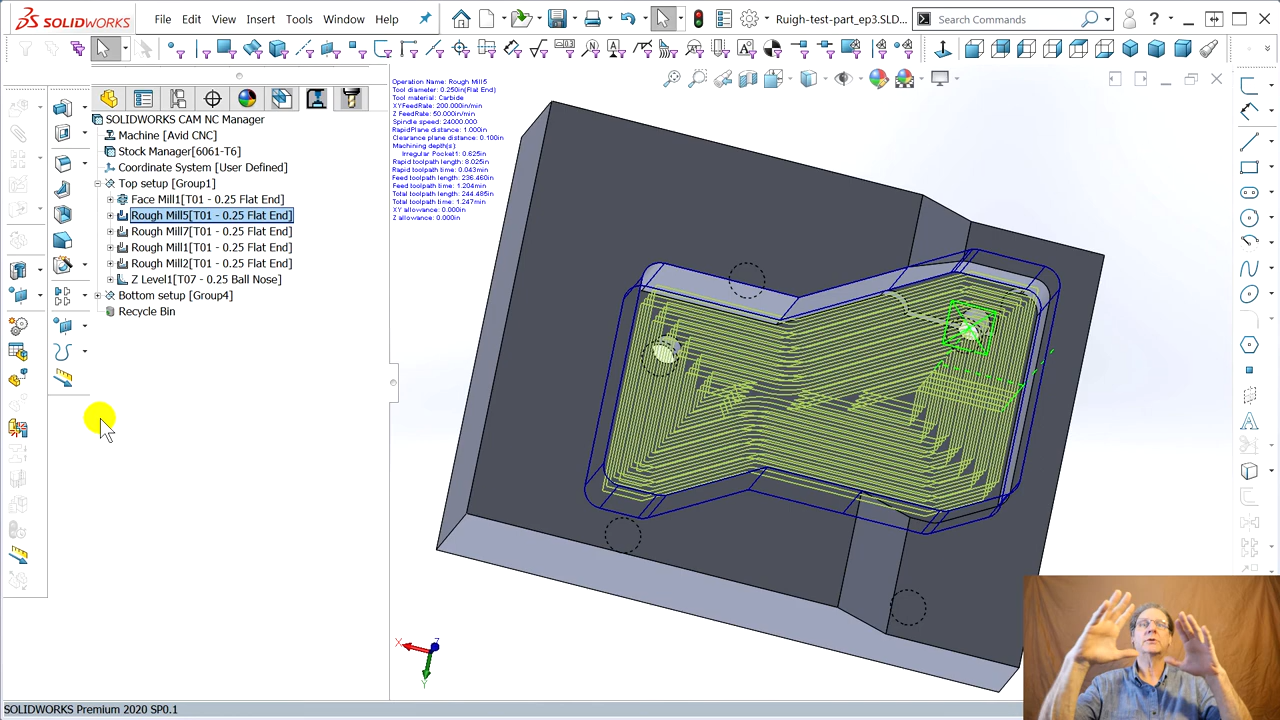 SOLIDWORKS File Edit View Insert Tools Window Help Ruigh-test-part_ep3.SLD... Search Commands ?
Operation Name: Rough Mill5
Tool diameter: 0.250in(Flat End)
Tool material: Carbide
XYFeedRate: 200.000in/min
Z FeedRate: 50.000in/min
Spindle speed: 24000.000
RapidPlane distance: 1.000in
Clearance plane distance: 0.100in
Machining depth(s):
Irregular Pocket1: 0.625in
Rapid toolpath length: 8.025in
Rapid toolpath time: 0.043min
Feed toolpath length: 236.460in
Feed toolpath time: 1.204min
Total toolpath length: 244.485in
Total toolpath time: 1.247min
XY allowance: 0.000in
Z allowance: 0.000in
SOLIDWORKS CAM NC Manager
Machine [Avid CNC]
Stock Manager[6061-T6]
Coordinate System [User Defined]
Top setup [Group1]
Face Mill1[T01 - 0.25 Flat End]
Rough Mill5[T01 - 0.25 Flat End]
Rough Mill7[T01 - 0.25 Flat End]
Rough Mill1[T01 - 0.25 Flat End]
Rough Mill2[T01 - 0.25 Flat End]
Z Level1[T07 - 0.25 Ball Nose]
Bottom setup [Group4]
Recycle Bin
X Z
Y
SOLIDWORKS Premium 2020 SP0.1